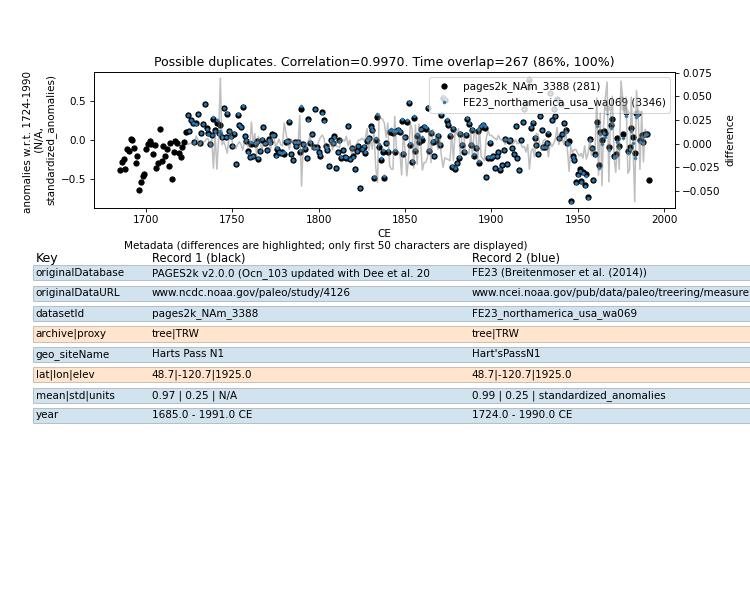 Possible duplicates. Correlation=0.9970. Time overlap=267 (86%, 100%)
anomalies w.r.t. 1724-1990
(N/A,
standardized_anomalies)
0.5
0.0
−0.5
pages2k_NAm_3388 (281)
FE23_northamerica_usa_wa069 (3346)
0.075
0.050
0.025
0.000
−0.025
−0.050
difference
1700
1750
1800
1850
1900
1950
2000
CE
Metadata (differences are highlighted; only first 50 characters are displayed)
Key Record 1 (black) Record 2 (blue)
originalDatabase PAGES2k v2.0.0 (Ocn_103 updated with Dee et al. 20 FE23 (Breitenmoser et al. (2014))
originalDataURL www.ncdc.noaa.gov/paleo/study/4126 www.ncei.noaa.gov/pub/data/paleo/treering/measure
datasetId pages2k_NAm_3388 FE23_northamerica_usa_wa069
archive|proxy tree|TRW tree|TRW
geo_siteName Harts Pass N1 Hart'sPassN1
lat|lon|elev 48.7|-120.7|1925.0 48.7|-120.7|1925.0
mean|std|units 0.97 | 0.25 | N/A 0.99 | 0.25 | standardized_anomalies
year 1685.0 - 1991.0 CE 1724.0 - 1990.0 CE